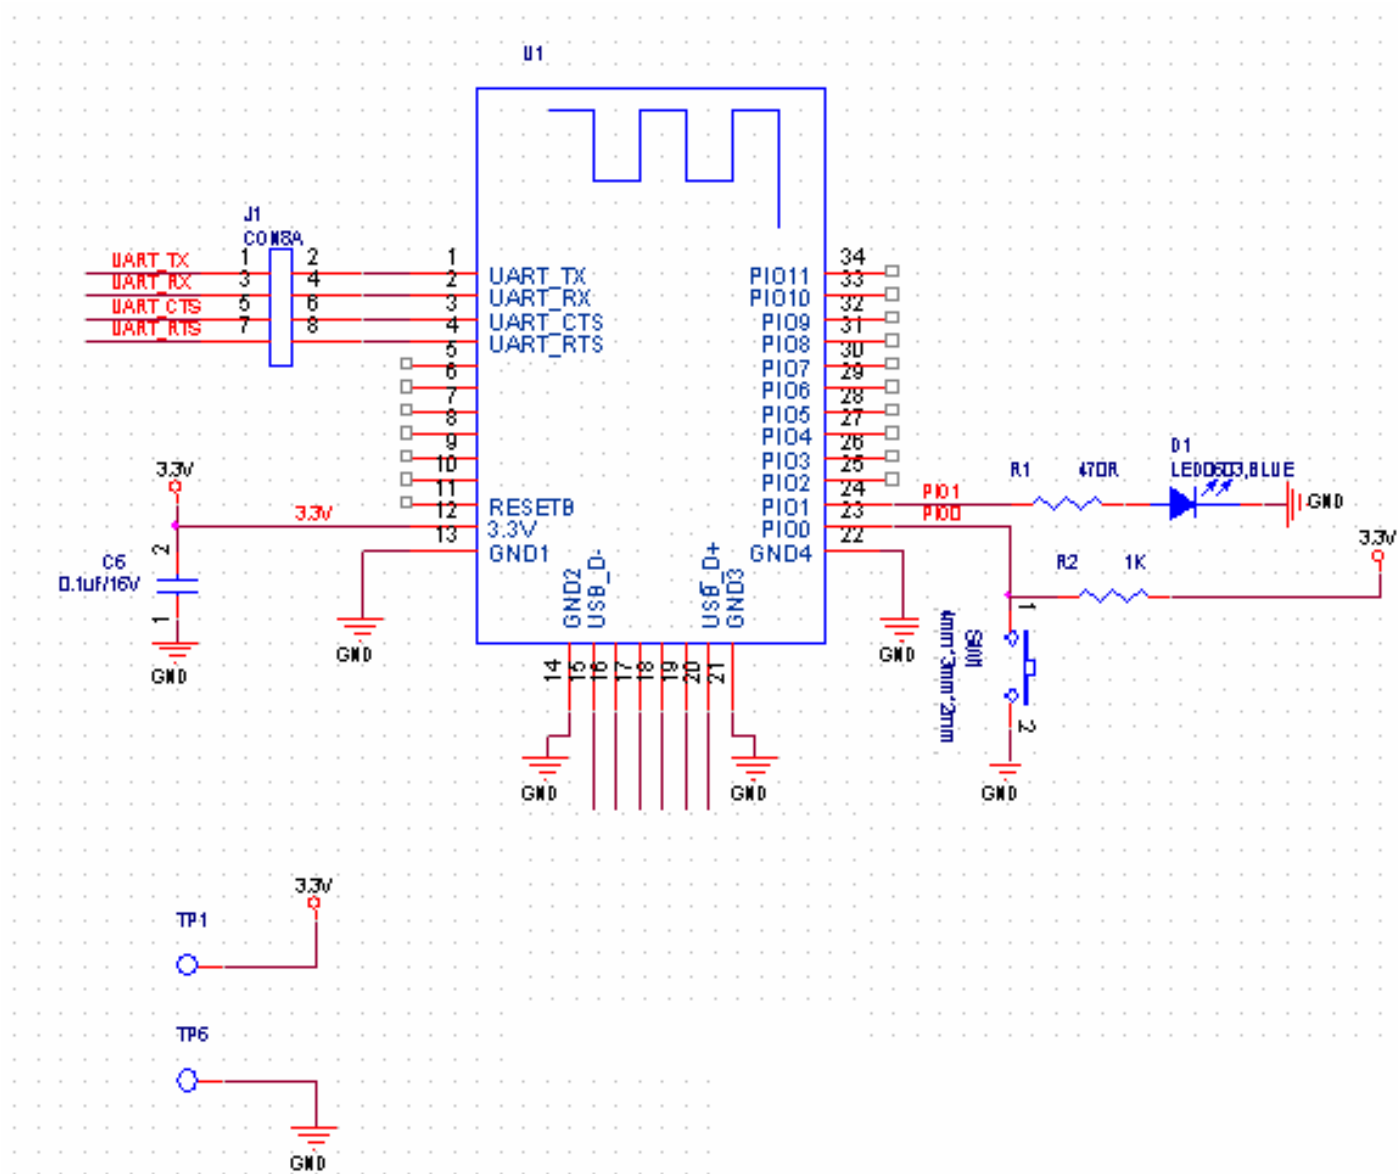 U1
J1
CON8A
UART_TX 1 2
UART_RX 3 4
UART_CTS 5 6
UART_RTS 7 8
1 UART_TX
2 UART_RX
3 UART_CTS
4 UART_RTS
5
6
7
8
9
10
11 RESETB
12 3.3V
13 GND1
34 PIO11
33 PIO10
32 PIO9
31 PIO8
30 PIO7
29 PIO6
28 PIO5
27 PIO4
26 PIO3
25 PIO2
24 PIO1
23 PIO0
22 GND4
GND2
USB_D-
USB_D+
GND3
14
15
16
17
18
19
20
21
3.3V
3.3V
2
C6
0.1uf/16V
1
GND
GND
GND
GND
GND
PIO1
PIO0
R1 470R
D1
LED0603,BLUE
GND
3.3V
R2 1K
1
4mm*3mm*2mm
2
GND
3.3V
TP1
TP6
GND